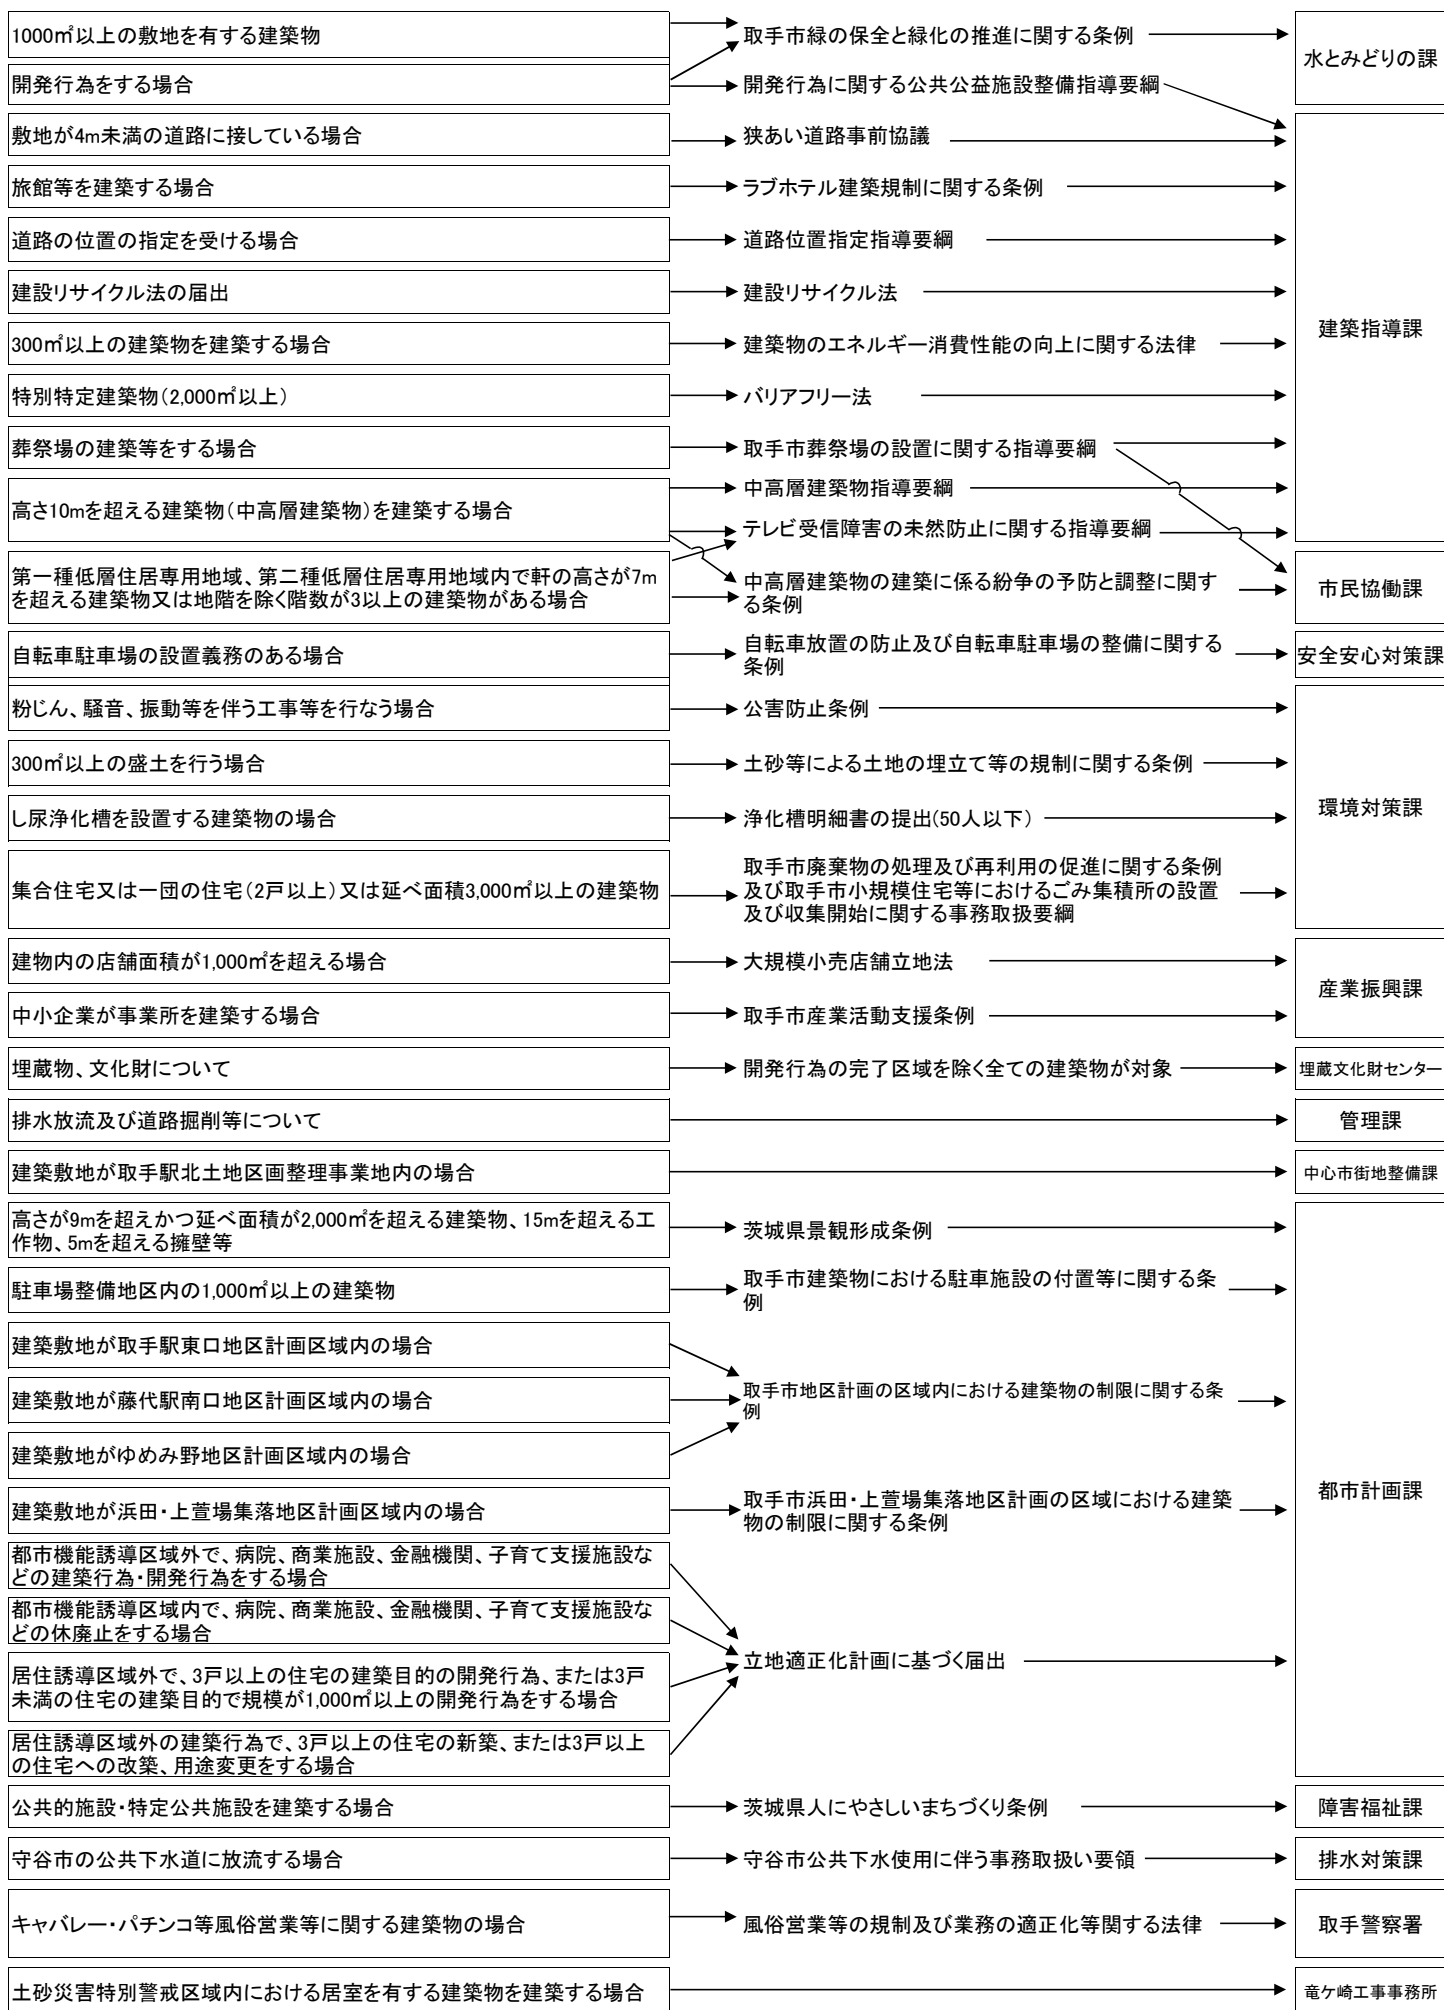 1000㎡以上の敷地を有する建築物
取手市緑の保全と緑化の推進に関する条例
水とみどりの課
開発行為をする場合
開発行為に関する公共公益施設整備指導要綱
敷地が4m未満の道路に接している場合
狭あい道路事前協議
旅館等を建築する場合
ラブホテル建築規制に関する条例
道路の位置の指定を受ける場合
道路位置指定指導要綱
建設リサイクル法の届出
建設リサイクル法
300㎡以上の建築物を建築する場合
建築物のエネルギー消費性能の向上に関する法律
建築指導課
特別特定建築物(2,000㎡以上)
バリアフリー法
葬祭場の建築等をする場合
取手市葬祭場の設置に関する指導要綱
高さ10mを超える建築物(中高層建築物)を建築する場合
中高層建築物指導要綱
テレビ受信障害の未然防止に関する指導要綱
第一種低層住居専用地域、第二種低層住居専用地域内で軒の高さが7m
を超える建築物又は地階を除く階数が3以上の建築物がある場合
中高層建築物の建築に係る紛争の予防と調整に関す
る条例
市民協働課
自転車駐車場の設置義務のある場合
自転車放置の防止及び自転車駐車場の整備に関する
条例
安全安心対策課
粉じん、騒音、振動等を伴う工事等を行なう場合
公害防止条例
300㎡以上の盛土を行う場合
土砂等による土地の埋立て等の規制に関する条例
し尿浄化槽を設置する建築物の場合
浄化槽明細書の提出(50人以下)
環境対策課
集合住宅又は一団の住宅(2戸以上)又は延べ面積3,000㎡以上の建築物
取手市廃棄物の処理及び再利用の促進に関する条例
及び取手市小規模住宅等におけるごみ集積所の設置
及び収集開始に関する事務取扱要綱
建物内の店舗面積が1,000㎡を超える場合
大規模小売店舗立地法
産業振興課
中小企業が事業所を建築する場合
取手市産業活動支援条例
埋蔵物、文化財について
開発行為の完了区域を除く全ての建築物が対象
埋蔵文化財センター
排水放流及び道路掘削等について
管理課
建築敷地が取手駅北土地区画整理事業地内の場合
中心市街地整備課
高さが9mを超えかつ延べ面積が2,000㎡を超える建築物、15mを超える工
作物、5mを超える擁壁等
茨城県景観形成条例
駐車場整備地区内の1,000㎡以上の建築物
取手市建築物における駐車施設の付置等に関する条
例
建築敷地が取手駅東口地区計画区域内の場合
建築敷地が藤代駅南口地区計画区域内の場合
取手市地区計画の区域内における建築物の制限に関する条
例
建築敷地がゆめみ野地区計画区域内の場合
都市計画課
建築敷地が浜田・上萱場集落地区計画区域内の場合
取手市浜田・上萱場集落地区計画の区域における建築
物の制限に関する条例
都市機能誘導区域外で、病院、商業施設、金融機関、子育て支援施設な
どの建築行為・開発行為をする場合
都市機能誘導区域内で、病院、商業施設、金融機関、子育て支援施設な
どの休廃止をする場合
立地適正化計画に基づく届出
居住誘導区域外で、3戸以上の住宅の建築目的の開発行為、または3戸
未満の住宅の建築目的で規模が1,000㎡以上の開発行為をする場合
居住誘導区域外の建築行為で、3戸以上の住宅の新築、または3戸以上
の住宅への改築、用途変更をする場合
公共的施設・特定公共施設を建築する場合
茨城県人にやさしいまちづくり条例
障害福祉課
守谷市の公共下水道に放流する場合
守谷市公共下水使用に伴う事務取扱い要領
排水対策課
キャバレー・パチンコ等風俗営業等に関する建築物の場合
風俗営業等の規制及び業務の適正化等関する法律
取手警察署
土砂災害特別警戒区域内における居室を有する建築物を建築する場合
竜ケ崎工事事務所